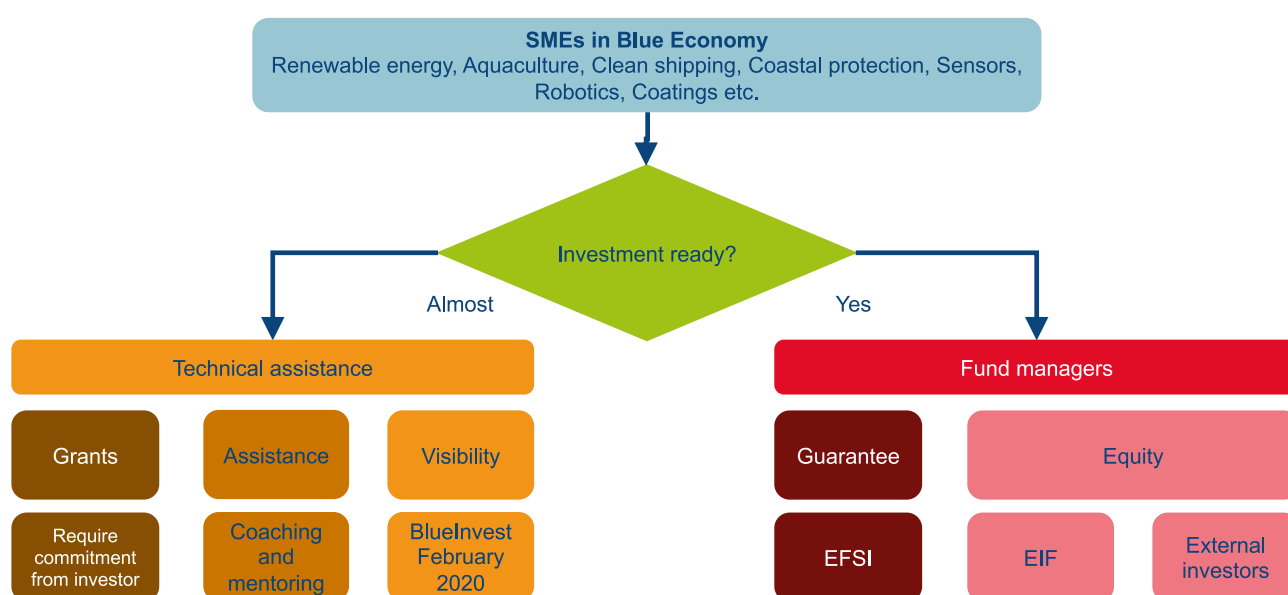 SMEs in Blue Economy
Renewable energy, Aquaculture, Clean shipping, Coastal protection, Sensors,
Robotics, Coatings etc.
Investment ready?
Almost
Yes
Technical assistance
Fund managers
Grants
Assistance
Visibility
Guarantee
Equity
Require
commitment
from investor
Coaching
and
mentoring
BlueInvest
February
2020
EFSI
EIF
External
investors